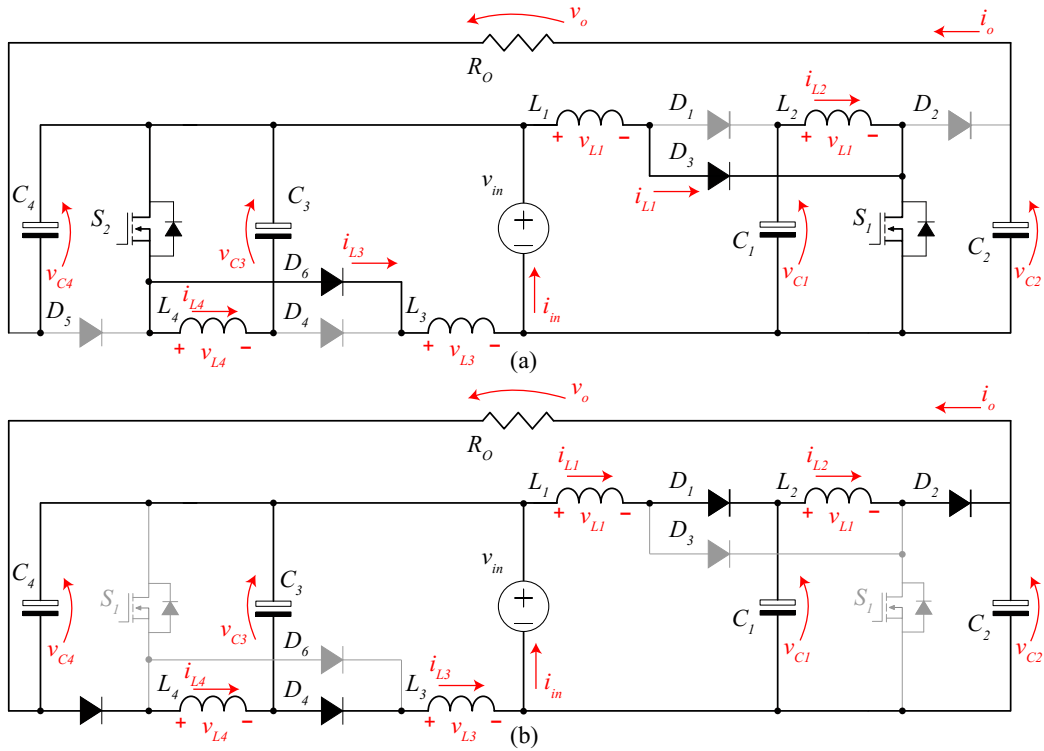 v_o
i_o
R_O
L_1 D_1 L_2 i_L2 D_2
+ v_L1 − + v_L1 −
D_3
i_L1
C_4 S_2 C_3 v_in + − C_1 S_1 C_2
v_C4 v_C3 v_C1 v_C2
D_6 i_L3
i_in
D_5 L_4 i_L4 D_4 L_3
+ v_L4 − + v_L3 −
(a)
v_o
i_o
R_O
L_1 i_L1 D_1 L_2 i_L2 D_2
+ v_L1 − + v_L1 −
D_3
C_4 S_1 C_3 v_in + − C_1 S_1 C_2
v_C4 v_C3 v_C1 v_C2
D_6
i_in
L_4 i_L4 D_4 L_3 i_L3
+ v_L4 − + v_L3 −
(b)